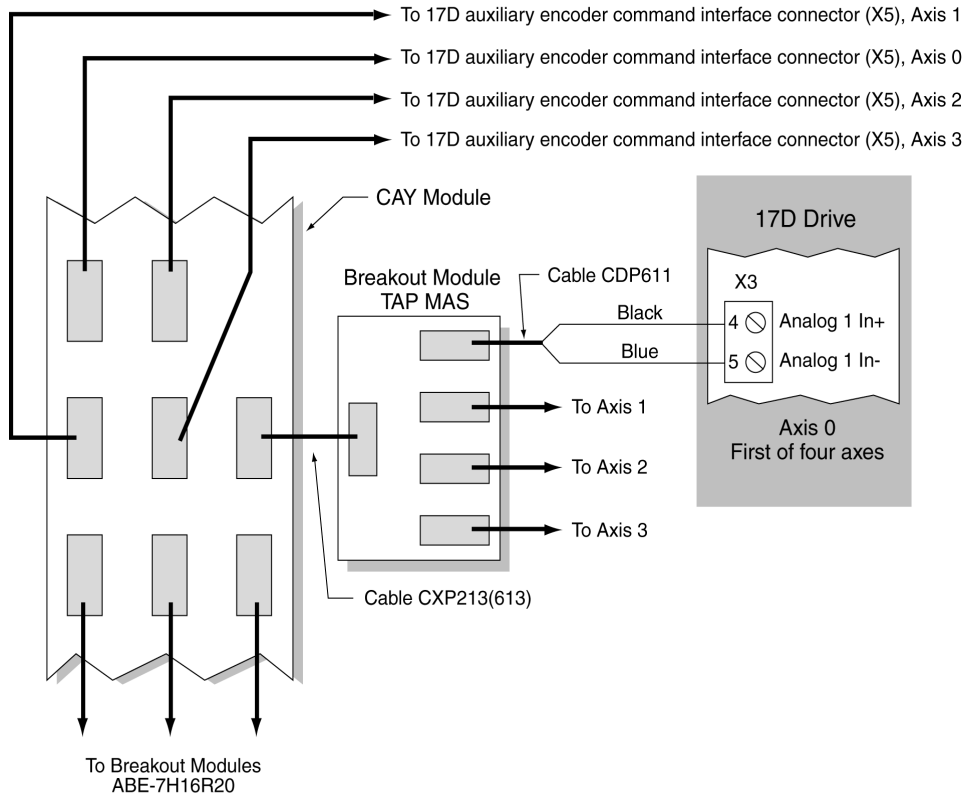 To 17D auxiliary encoder command interface connector (X5), Axis 1
To 17D auxiliary encoder command interface connector (X5), Axis 0
To 17D auxiliary encoder command interface connector (X5), Axis 2
To 17D auxiliary encoder command interface connector (X5), Axis 3
CAY Module
17D Drive
Breakout Module
TAP MAS
Cable CDP611
X3
Black
4
Analog 1 In+
Blue
5
Analog 1 In-
To Axis 1
Axis 0
First of four axes
To Axis 2
To Axis 3
Cable CXP213(613)
To Breakout Modules
ABE-7H16R20